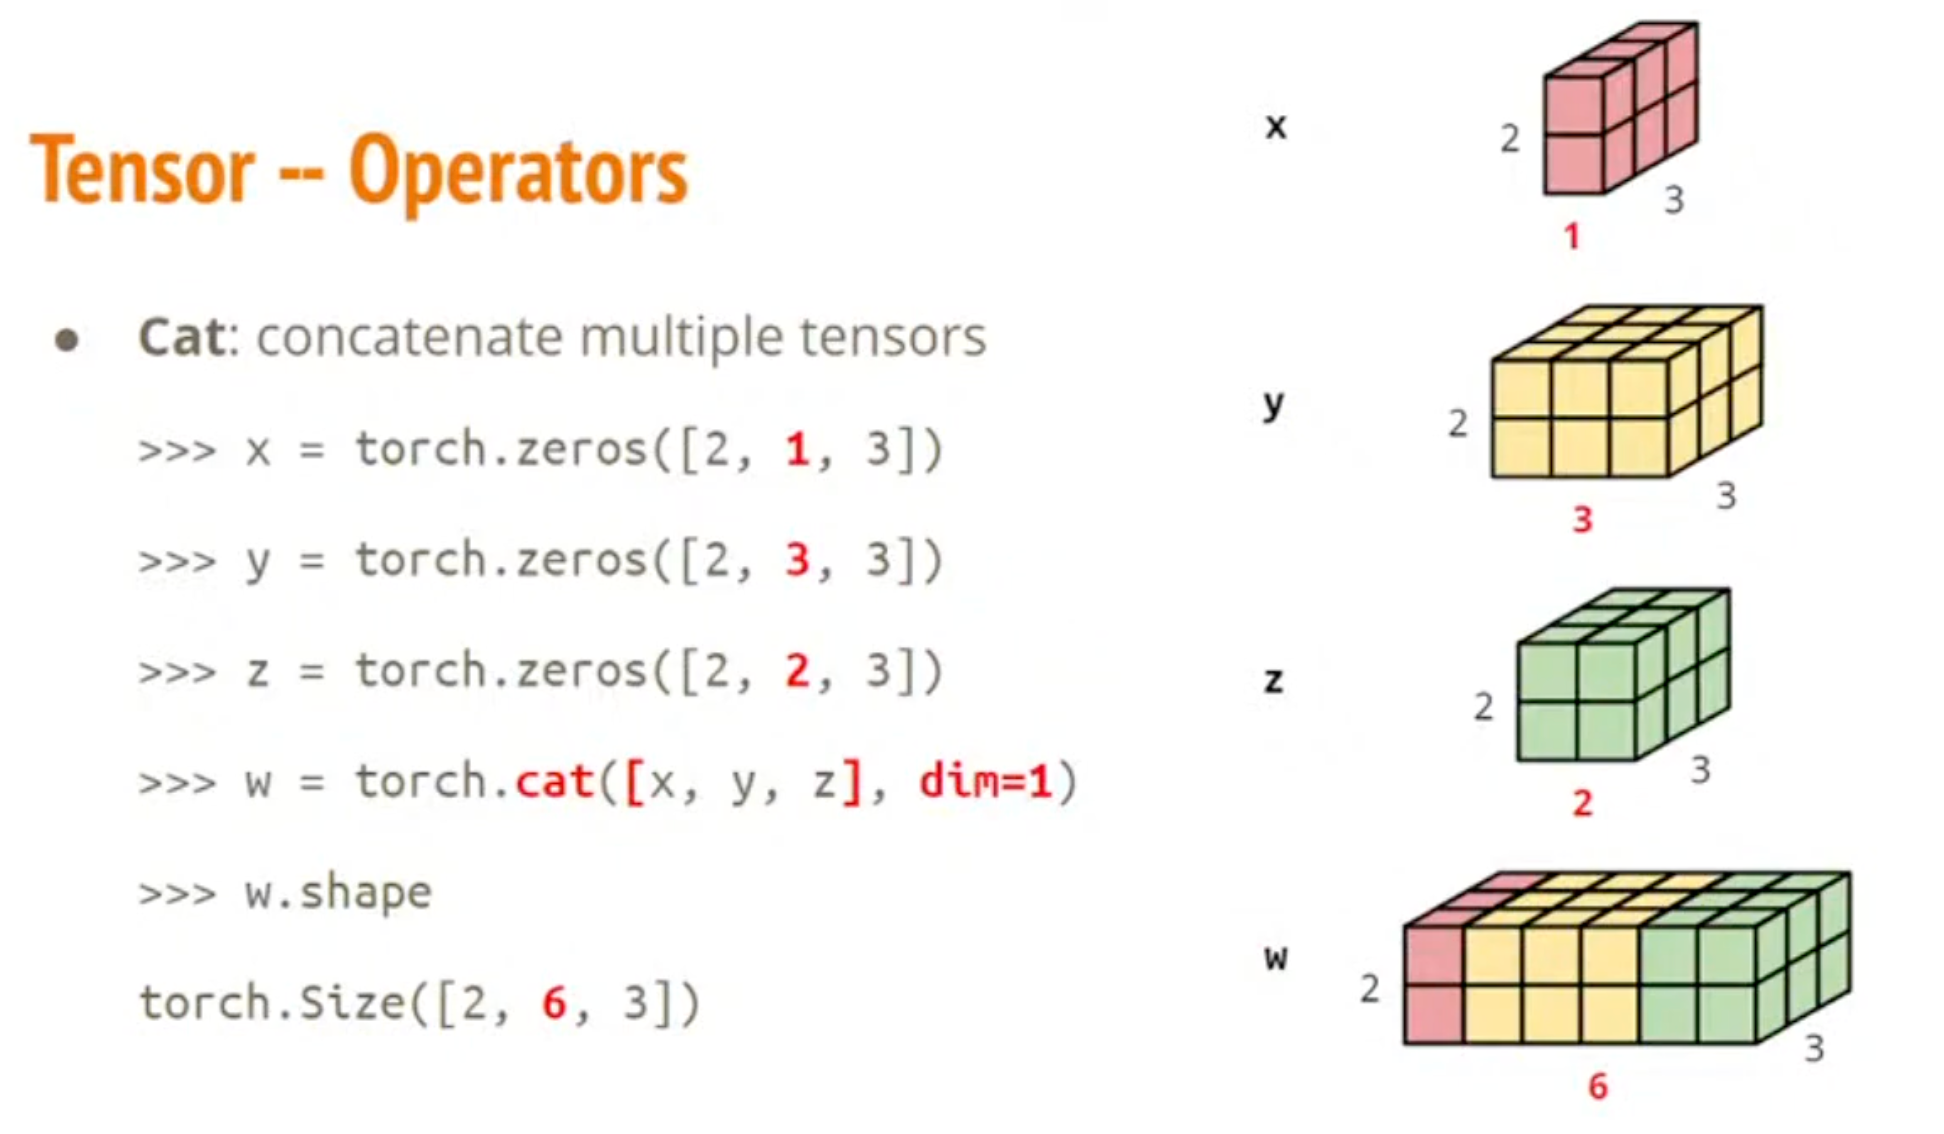 Tensor -- Operators
● Cat: concatenate multiple tensors
>>> x = torch.zeros([2, 1, 3])
>>> y = torch.zeros([2, 3, 3])
>>> z = torch.zeros([2, 2, 3])
>>> w = torch.cat([x, y, z], dim=1)
>>> w.shape
torch.Size([2, 6, 3])
x
2
3
1
y
2
3
3
z
2
3
2
w
2
3
6